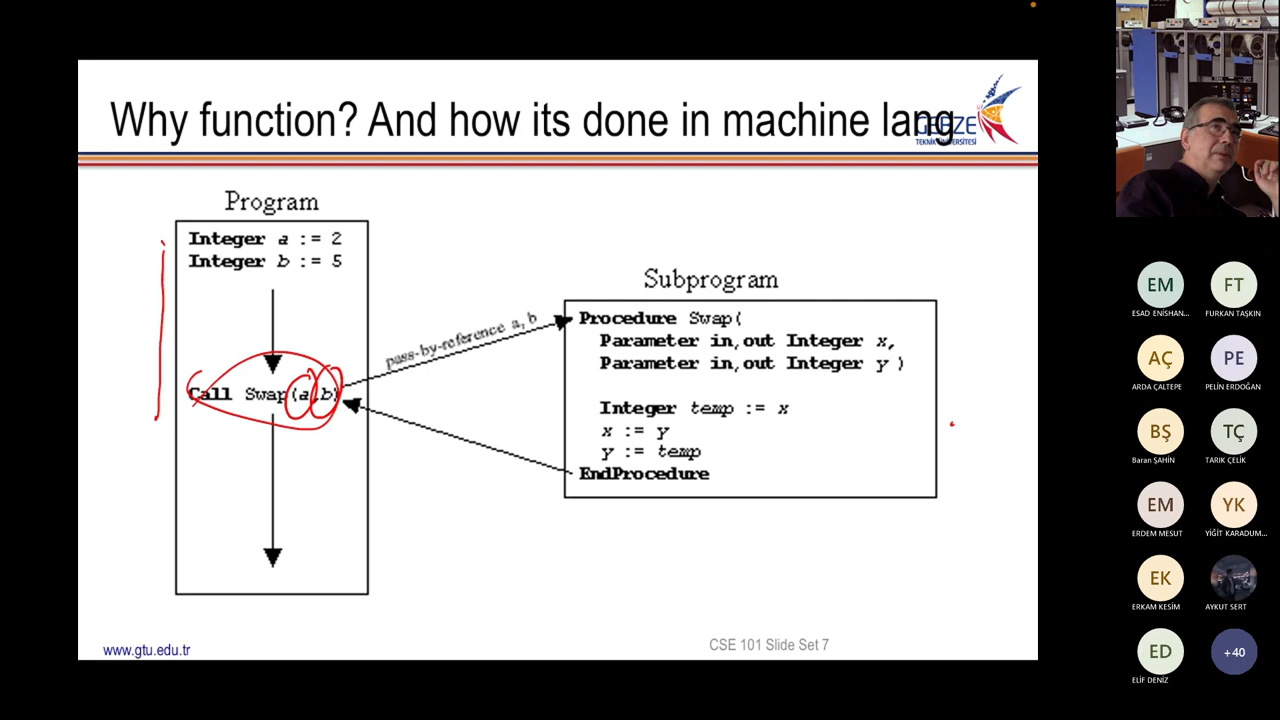 Why function? And how its done in machine lang
GEBZE
TEKNİK ÜNİVERSİTESİ
Program
Integer a := 2
Integer b := 5
Call Swap(a,b)
pass-by-reference a, b
Subprogram
Procedure Swap(
Parameter in,out Integer x,
Parameter in,out Integer y )
Integer temp := x
x := y
y := temp
EndProcedure
www.gtu.edu.tr
CSE 101 Slide Set 7
EM
ESAD ENİSHAN...
FT
FURKAN TAŞKIN
AÇ
ARDA ÇALTEPE
PE
PELİN ERDOĞAN
BŞ
Baran ŞAHİN
TÇ
TARIK ÇELİK
EM
ERDEM MESUT
YK
YİĞİT KARADUM...
EK
ERKAM KESİM
AYKUT SERT
ED
ELİF DENİZ
+40